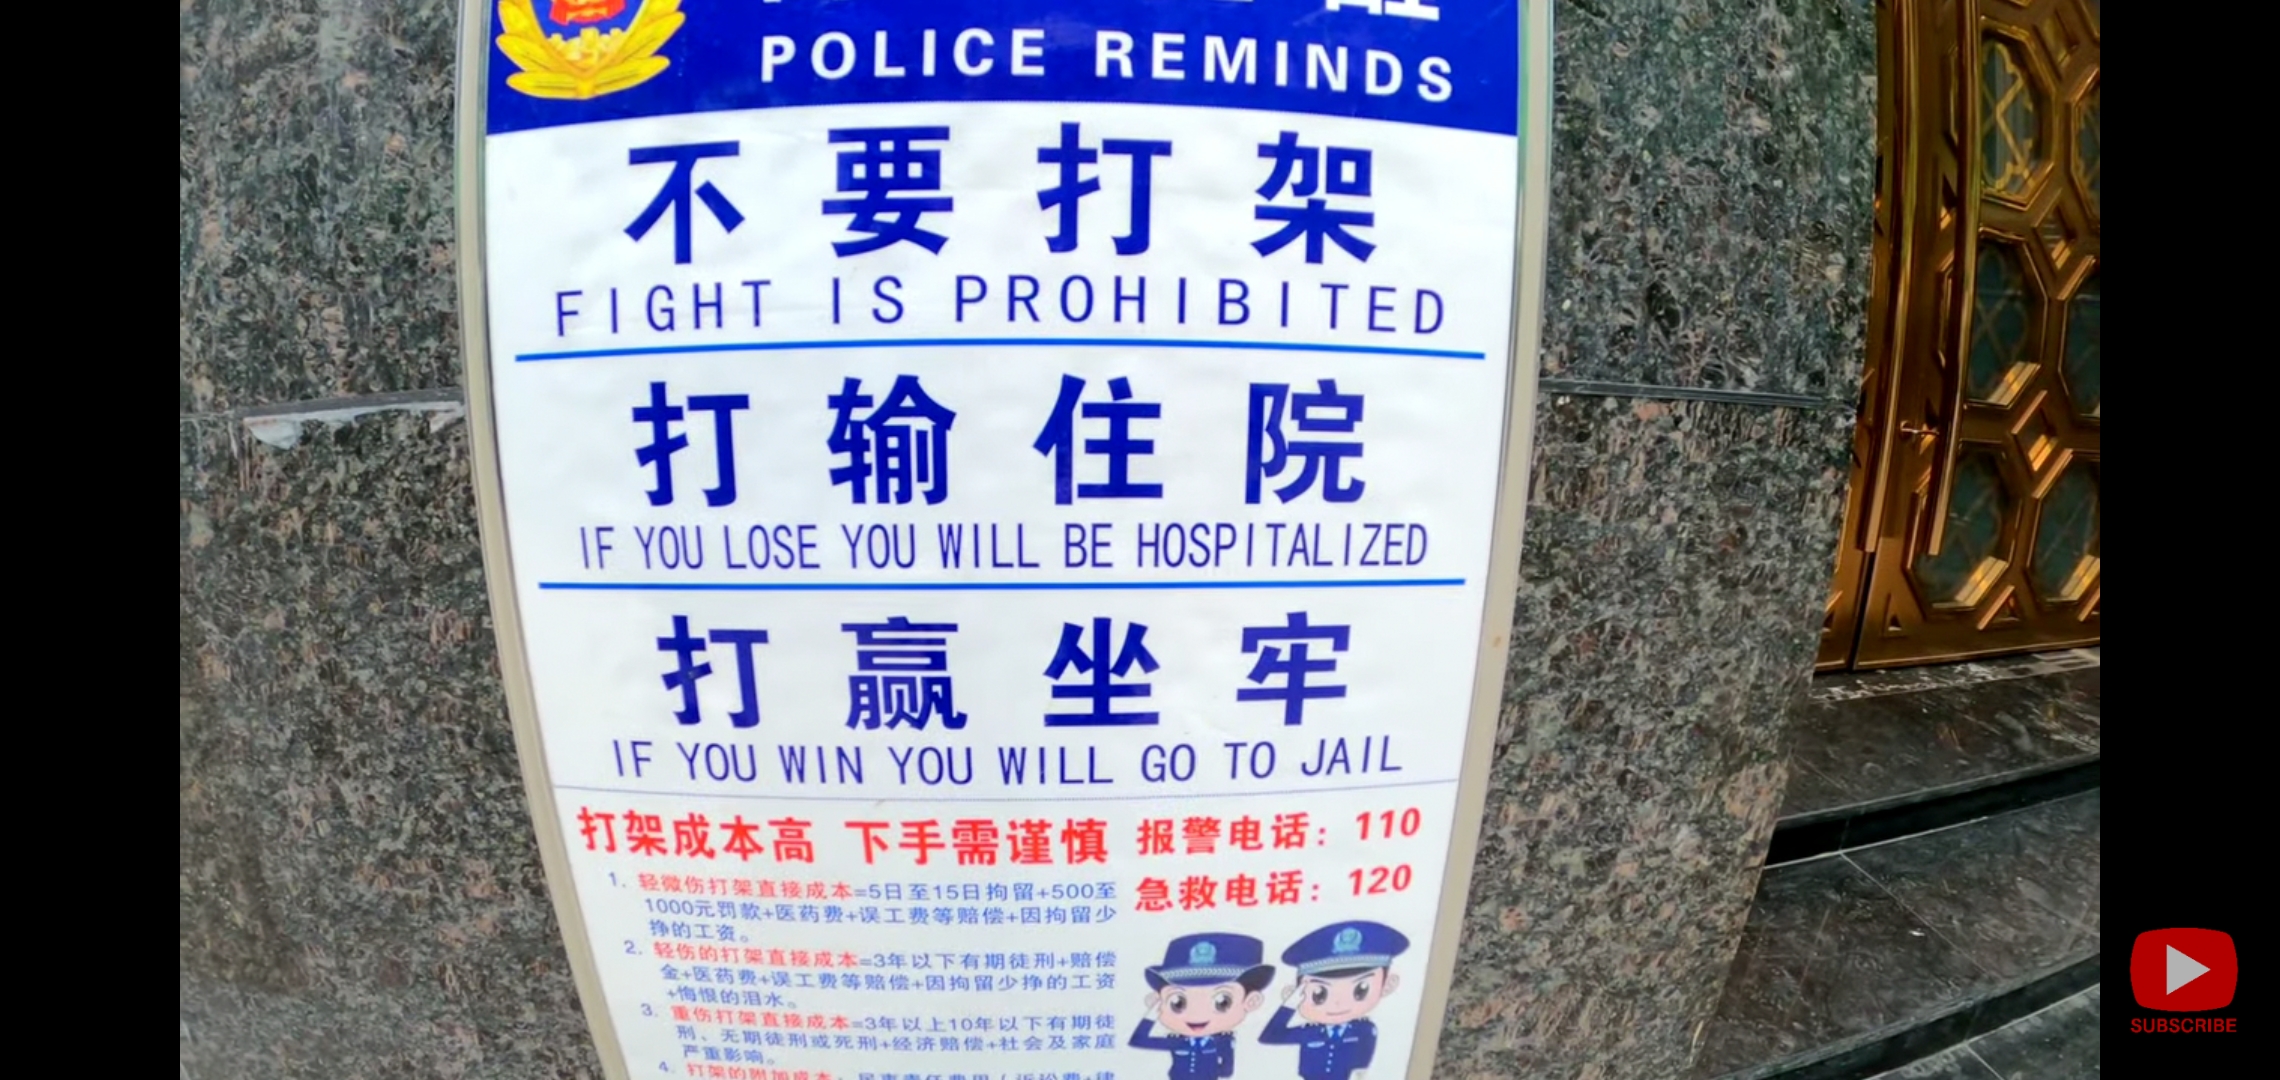 POLICE REMINDS
不要打架
FIGHT IS PROHIBITED
打输住院
IF YOU LOSE YOU WILL BE HOSPITALIZED
打赢坐牢
IF YOU WIN YOU WILL GO TO JAIL
打架成本高 下手需谨慎
报警电话：110
急救电话：120
1. 轻微伤打架直接成本=5日至15日拘留+500至
1000元罚款+医药费+误工费等赔偿+因拘留少
挣的工资。
2. 轻伤的打架直接成本=3年以下有期徒刑+赔偿
金+医药费+误工费等赔偿+因拘留少挣的工资
+悔恨的泪水。
3. 重伤打架直接成本=3年以上10年以下有期徒
刑、无期徒刑或死刑+经济赔偿+社会及家庭
严重影响。
4. 打架的附加成本
SUBSCRIBE